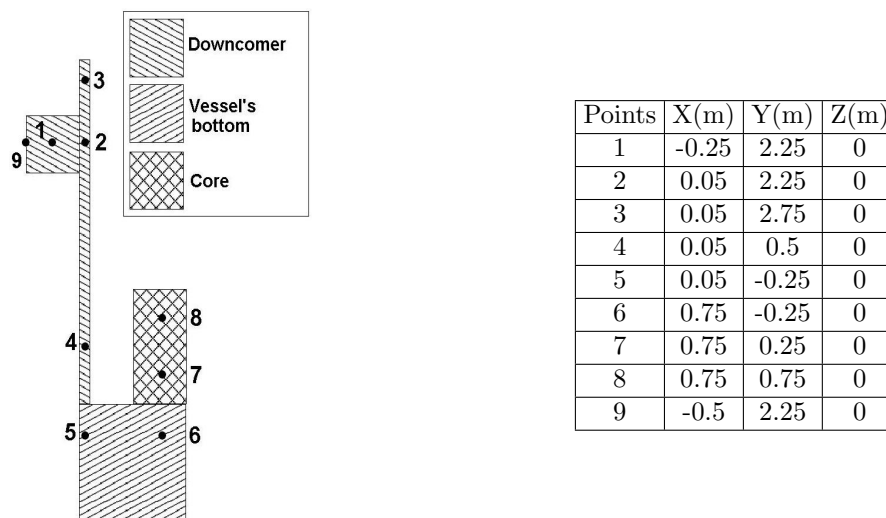 Downcomer
Vessel's
bottom
Core
3
1
2
9
8
4
7
5
6
Points X(m) Y(m) Z(m)
1 -0.25 2.25 0
2 0.05 2.25 0
3 0.05 2.75 0
4 0.05 0.5 0
5 0.05 -0.25 0
6 0.75 -0.25 0
7 0.75 0.25 0
8 0.75 0.75 0
9 -0.5 2.25 0